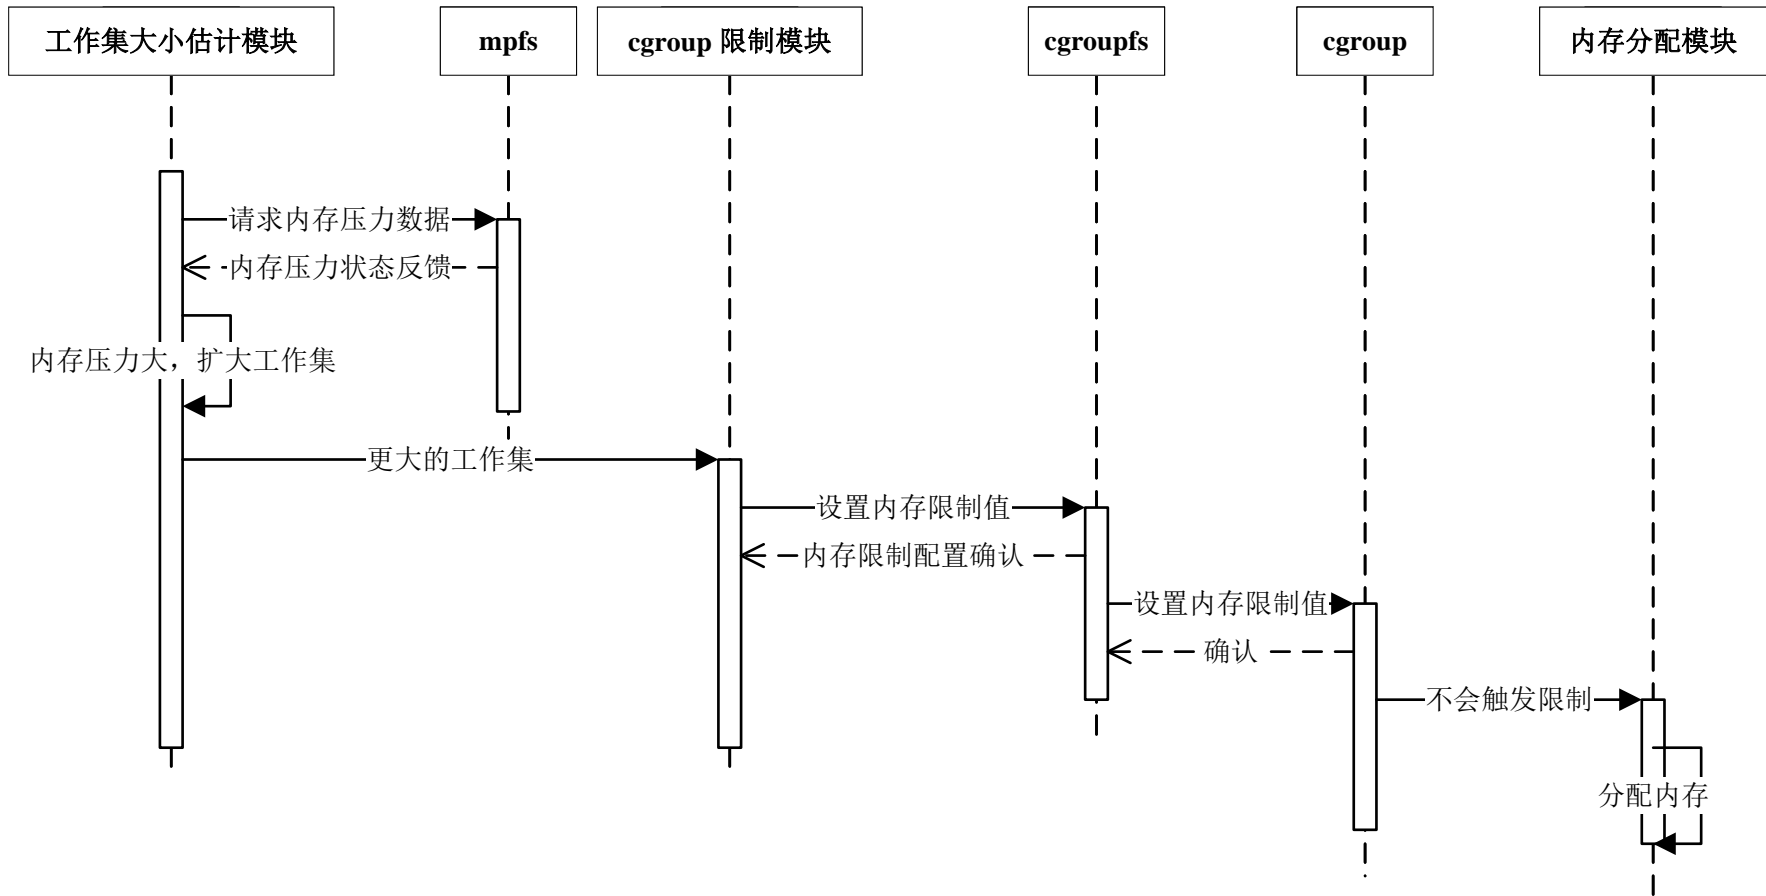 工作集大小估计模块
mpfs
cgroup 限制模块
cgroupfs
cgroup
内存分配模块
请求内存压力数据
内存压力状态反馈
内存压力大，扩大工作集
更大的工作集
设置内存限制值
内存限制配置确认
设置内存限制值
确认
不会触发限制
分配内存